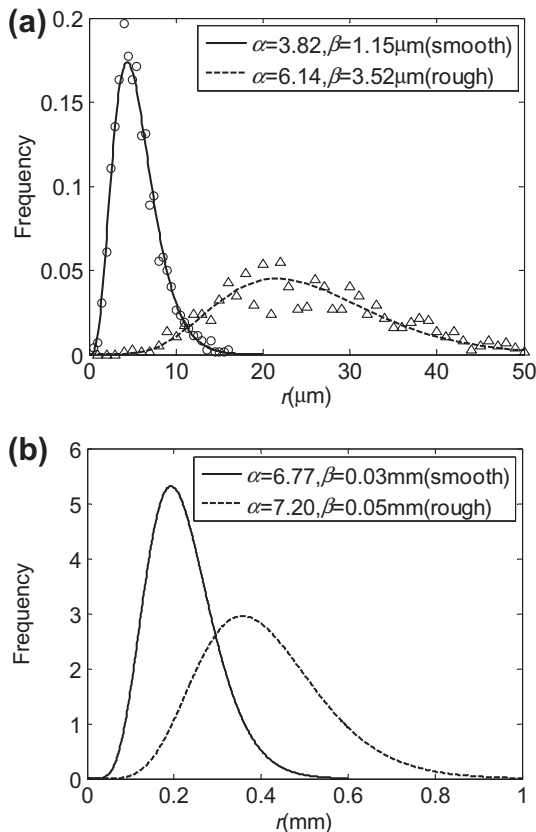 (a)
0.2
0.15
0.1
0.05
0
Frequency
α=3.82,β=1.15μm(smooth)
α=6.14,β=3.52μm(rough)
0 10 20 30 40 50
r(μm)
(b)
6
5
4
3
2
1
0
Frequency
α=6.77,β=0.03mm(smooth)
α=7.20,β=0.05mm(rough)
0 0.2 0.4 0.6 0.8 1
r(mm)